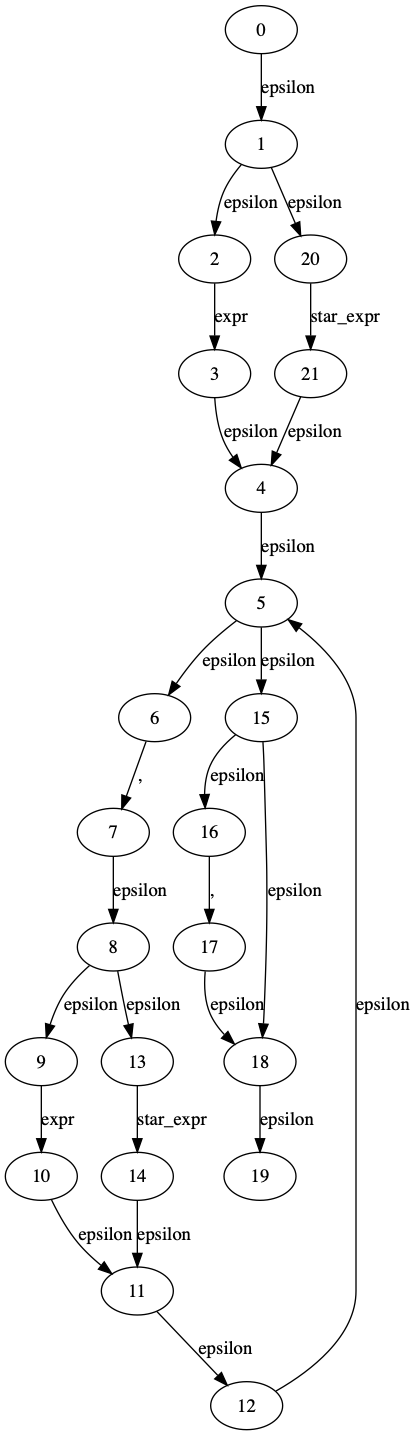 0
epsilon
1
epsilon epsilon
2 20
expr star_expr
3 21
epsilon epsilon
4
epsilon
5
epsilon epsilon
6 15
, epsilon
7 16
epsilon , epsilon
8 17
epsilon epsilon epsilon
9 13 18
expr star_expr epsilon
10 14 19
epsilon epsilon
11
epsilon
12
epsilon